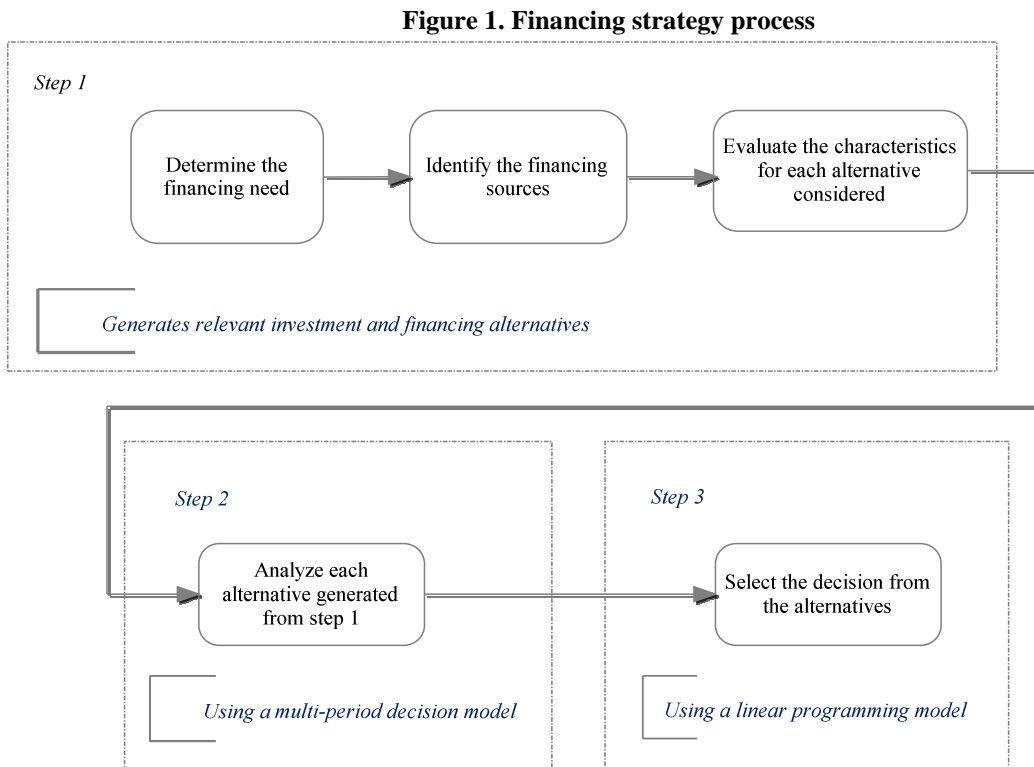 Figure 1. Financing strategy process
Step 1
Determine the
financing need
Identify the financing
sources
Evaluate the characteristics
for each alternative
considered
Generates relevant investment and financing alternatives
Step 2
Analyze each
alternative generated
from step 1
Using a multi-period decision model
Step 3
Select the decision from
the alternatives
Using a linear programming model